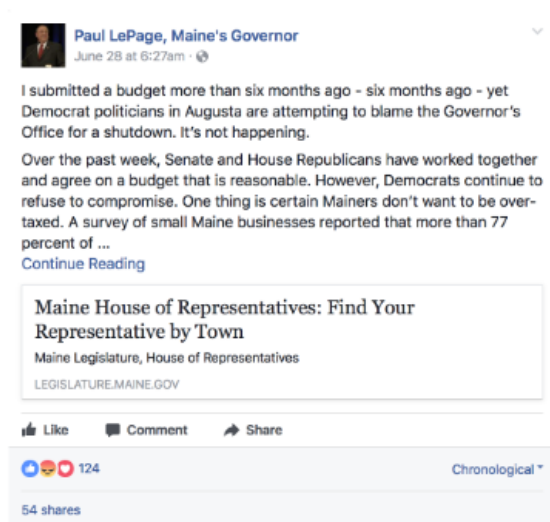 Paul LePage, Maine's Governor
June 28 at 6:27am ·
I submitted a budget more than six months ago - six months ago - yet
Democrat politicians in Augusta are attempting to blame the Governor's
Office for a shutdown. It's not happening.
Over the past week, Senate and House Republicans have worked together
and agree on a budget that is reasonable. However, Democrats continue to
refuse to compromise. One thing is certain Mainers don't want to be over-
taxed. A survey of small Maine businesses reported that more than 77
percent of ...
Continue Reading
Maine House of Representatives: Find Your
Representative by Town
Maine Legislature, House of Representatives
LEGISLATURE.MAINE.GOV
Like Comment Share
124 Chronological
54 shares